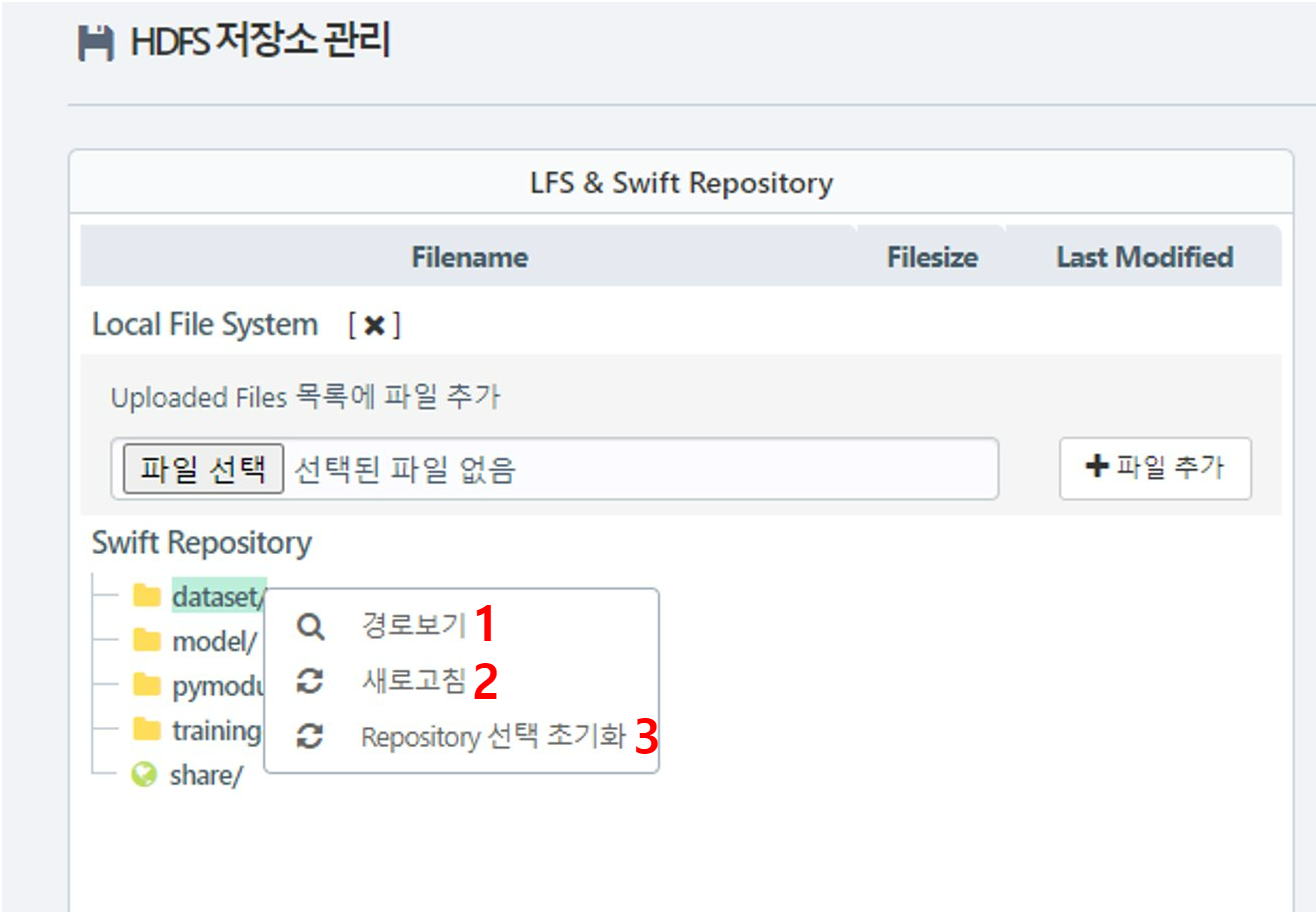 HDFS 저장소 관리
LFS & Swift Repository
Filename Filesize Last Modified
Local File System [ ✖ ]
Uploaded Files 목록에 파일 추가
파일 선택 선택된 파일 없음 + 파일 추가
Swift Repository
dataset/
경로보기 1
model/
새로고침 2
pymodu
training
Repository 선택 초기화 3
share/